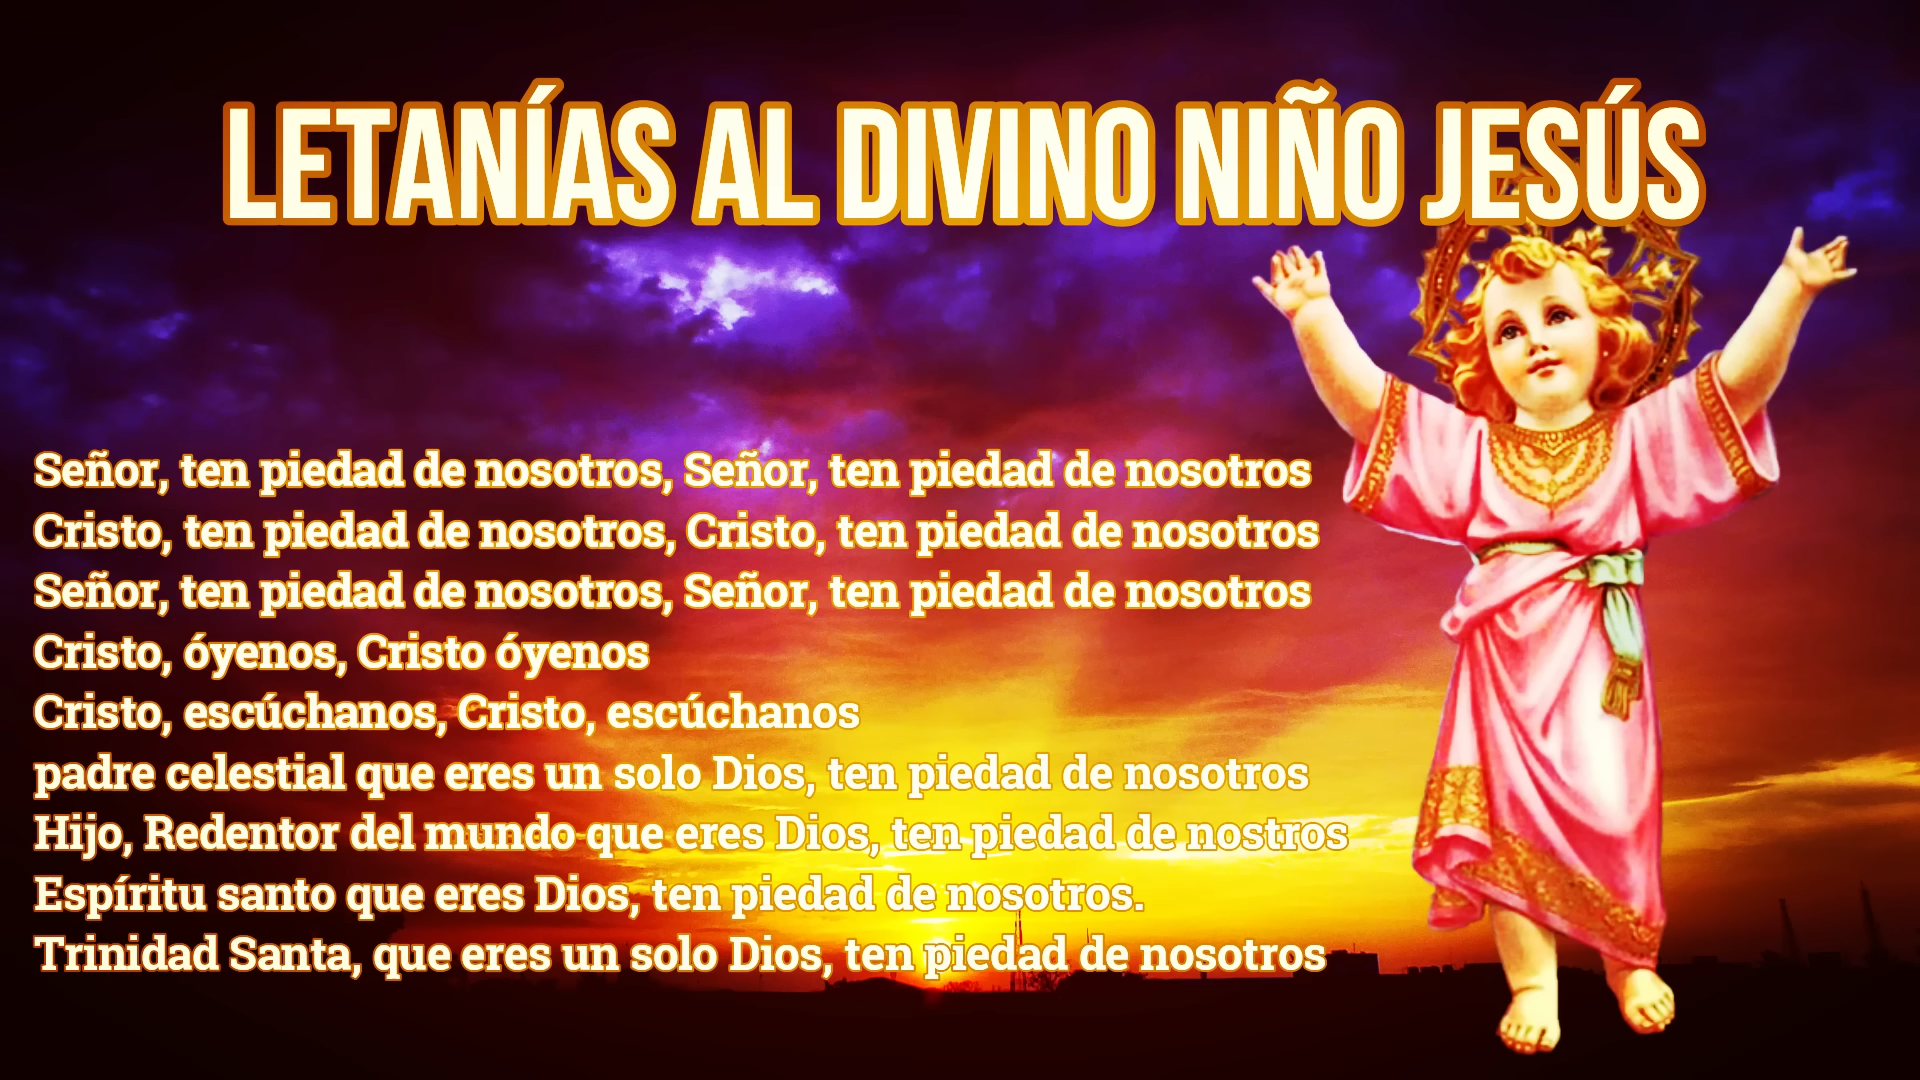 LETANÍAS AL DIVINO NIÑO JESÚS
Señor, ten piedad de nosotros, Señor, ten piedad de nosotros
Cristo, ten piedad de nosotros, Cristo, ten piedad de nosotros
Señor, ten piedad de nosotros, Señor, ten piedad de nosotros
Cristo, óyenos, Cristo óyenos
Cristo, escúchanos, Cristo, escúchanos
padre celestial que eres un solo Dios, ten piedad de nosotros
Hijo, Redentor del mundo que eres Dios, ten piedad de nostros
Espíritu santo que eres Dios, ten piedad de nosotros.
Trinidad Santa, que eres un solo Dios, ten piedad de nosotros